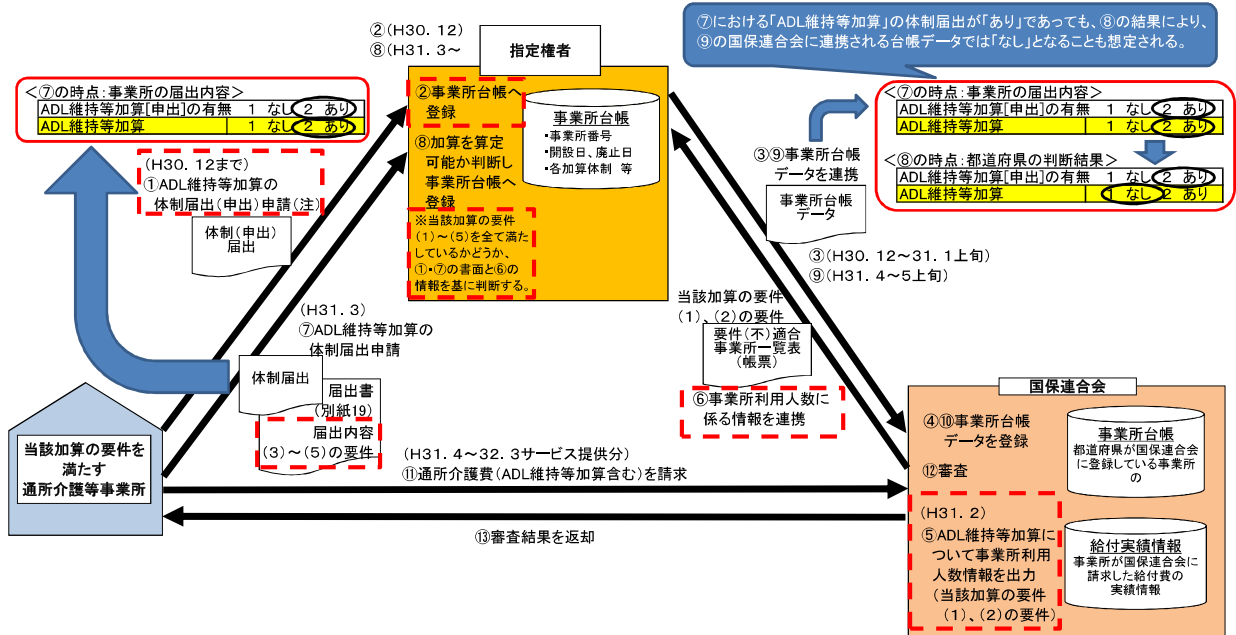 ⑦における「ADL維持等加算」の体制届出が「あり」であっても、⑧の結果により、
⑨の国保連合会に連携される台帳データでは「なし」となることも想定される。
②(H30．12)
⑧(H31．3～
指定権者
＜⑦の時点：事業所の届出内容＞
ADL維持等加算[申出]の有無 1 なし 2 あり
ADL維持等加算 1 なし 2 あり
②事業所台帳へ
登録
⑧加算を算定
可能か判断し
事業所台帳へ
登録
※当該加算の要件
(1)～(5)を全て満た
しているかどうか、
①・⑦の書面と⑥の
情報を基に判断する。
事業所台帳
・事業所番号
・開設日、廃止日
・各加算体制 等
＜⑦の時点：事業所の届出内容＞
ADL維持等加算[申出]の有無 1 なし 2 あり
ADL維持等加算 1 なし 2 あり
＜⑧の時点：都道府県の判断結果＞
ADL維持等加算[申出]の有無 1 なし 2 あり
ADL維持等加算 1 なし 2 あり
(H30．12まで)
①ADL維持等加算の
体制届出(申出)申請(注)
体制(申出)
届出
③⑨事業所台帳
データを連携
事業所台帳
データ
③(H30．12～31．1上旬)
⑨(H31．4～5上旬)
(H31．3)
⑦ADL維持等加算の
体制届出申請
体制届出
届出書
(別紙19)
届出内容
(3)～(5)の要件
当該加算の要件
(1)、(2)の要件
要件(不)適合
事業所一覧表
(帳票)
⑥事業所利用人数に
係る情報を連携
当該加算の要件を
満たす
通所介護等事業所
(H31．4～32．3サービス提供分)
⑪通所介護費(ADL維持等加算含む)を請求
⑬審査結果を返却
国保連合会
④⑩事業所台帳
データを登録
⑫審査
事業所台帳
都道府県が国保連合会
に登録している事業所
の
(H31．2)
⑤ADL維持等加算に
ついて事業所利用
人数情報を出力
(当該加算の要件
(1)、(2)の要件)
給付実績情報
事業所が国保連合会に
請求した給付費の
実績情報